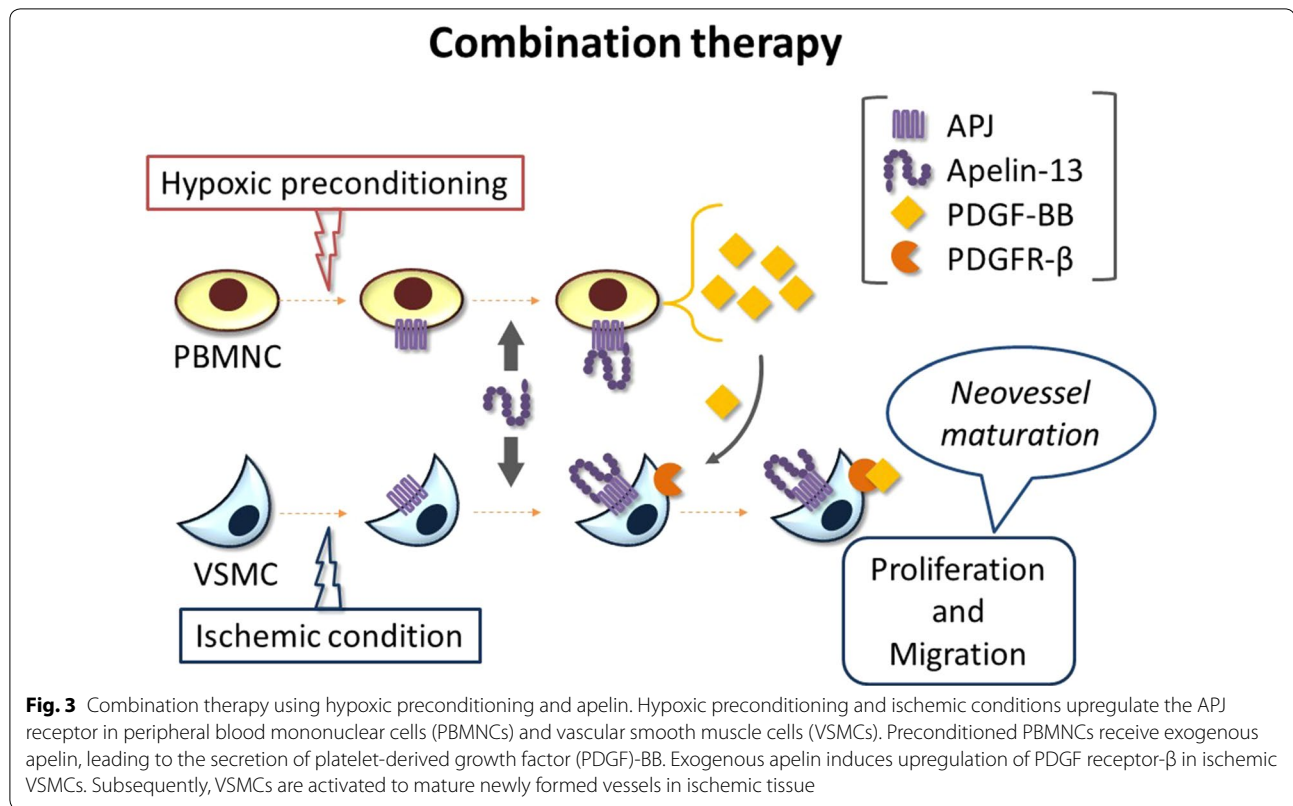 Combination therapy
APJ
Apelin-13
PDGF-BB
PDGFR-β
Hypoxic preconditioning
PBMNC
Neovessel
maturation
VSMC
Ischemic condition
Proliferation
and
Migration
Fig. 3 Combination therapy using hypoxic preconditioning and apelin. Hypoxic preconditioning and ischemic conditions upregulate the APJ
receptor in peripheral blood mononuclear cells (PBMNCs) and vascular smooth muscle cells (VSMCs). Preconditioned PBMNCs receive exogenous
apelin, leading to the secretion of platelet-derived growth factor (PDGF)-BB. Exogenous apelin induces upregulation of PDGF receptor-β in ischemic
VSMCs. Subsequently, VSMCs are activated to mature newly formed vessels in ischemic tissue